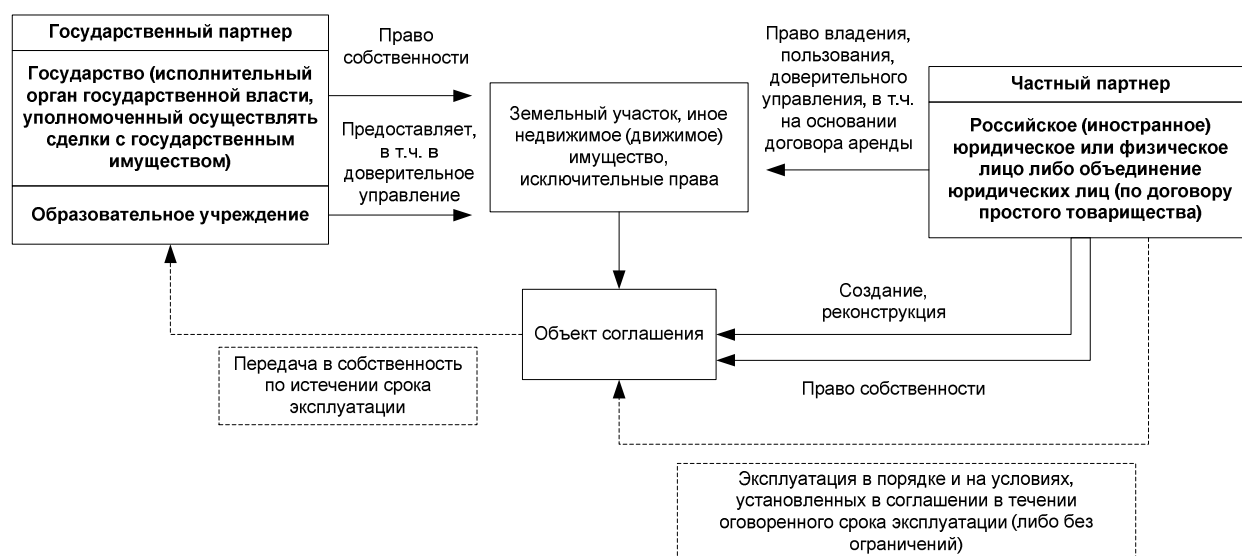 Государственный партнер
Государство (исполнительный
орган государственной власти,
уполномоченный осуществлять
сделки с государственным
имуществом)
Образовательное учреждение
Право
собственности
Предоставляет,
в т.ч. в
доверительное
управление
Земельный участок, иное
недвижимое (движимое)
имущество,
исключительные права
Право владения,
пользования,
доверительного
управления, в т.ч.
на основании
договора аренды
Частный партнер
Российское (иностранное)
юридическое или физическое
лицо либо объединение
юридических лиц (по договору
простого товарищества)
Объект соглашения
Создание,
реконструкция
Право собственности
Передача в собственность
по истечении срока
эксплуатации
Эксплуатация в порядке и на условиях,
установленных в соглашении в течении
оговоренного срока эксплуатации (либо без
ограничений)